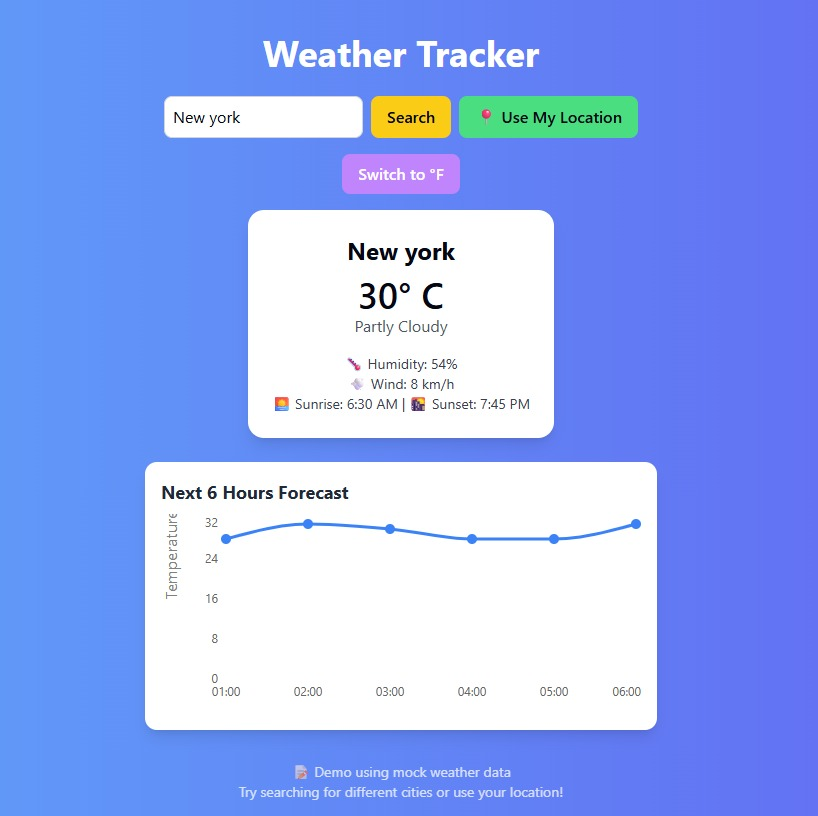 Weather Tracker
New york Search 📍 Use My Location
Switch to °F
New york
30° C
Partly Cloudy
Humidity: 54%
Wind: 8 km/h
Sunrise: 6:30 AM | Sunset: 7:45 PM
Next 6 Hours Forecast
Temperature
32
24
16
8
0
01:00 02:00 03:00 04:00 05:00 06:00
Demo using mock weather data
Try searching for different cities or use your location!